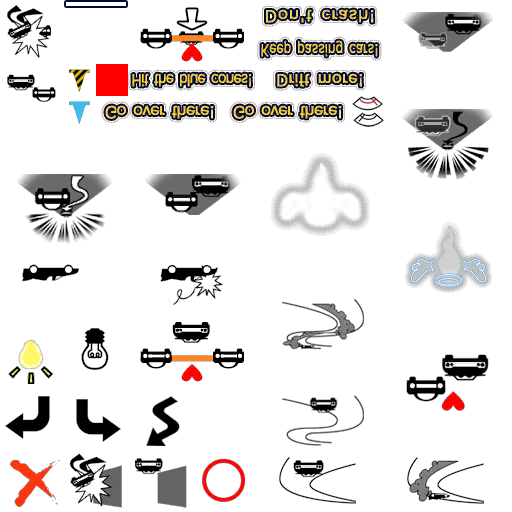 Don't crash!
Keep passing cars!
Hit the blue cones!
Drift more!
Go over there!
Go over there!